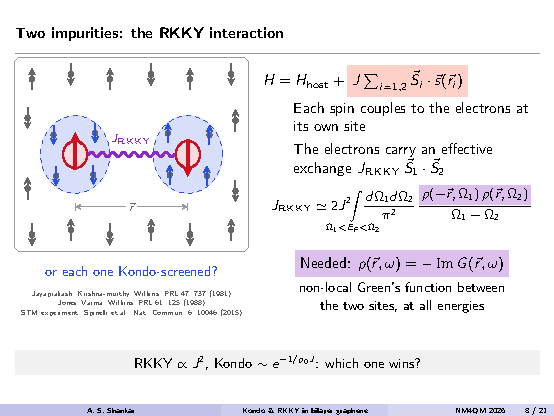 Two impurities: the RKKY interaction
J_RKKY
r⃗
or each one Kondo-screened?
Jayaprakash Krishna-murthy Wilkins PRL 47 737 (1981)
Jones Varma Wilkins PRL 61 125 (1988)
STM experiment Spinelli et al. Nat. Commun. 6 10046 (2015)
H = H_host + J ∑_{i=1,2} S⃗_i · s⃗(r⃗_i)
Each spin couples to the electrons at
its own site
The electrons carry an effective
exchange J_RKKY S⃗_1 · S⃗_2
J_RKKY ≃ 2J² ∫_{Ω_1<E_F<Ω_2} dΩ_1dΩ_2/π² ρ(−r⃗, Ω_1) ρ(r⃗, Ω_2)/(Ω_1 − Ω_2)
Needed: ρ(r⃗, ω) = − Im G(r⃗, ω)
non-local Green's function between
the two sites, at all energies
RKKY ∝ J², Kondo ∼ e^{−1/ρ_0J}: which one wins?
A. S. Shankar
Kondo & RKKY in bilayer graphene
NM4QM 2026
8 / 21